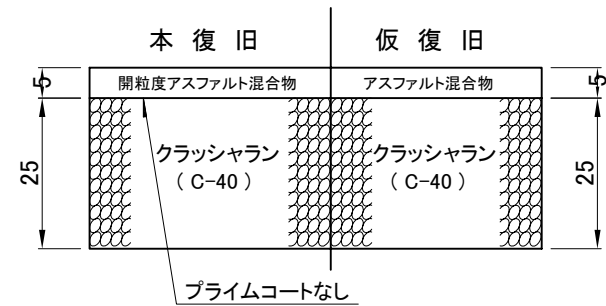 本 復 旧
仮 復 旧
5
開粒度アスファルト混合物
アスファルト混合物
5
25
クラッシャラン
( C-40 )
クラッシャラン
( C-40 )
25
プライムコートなし